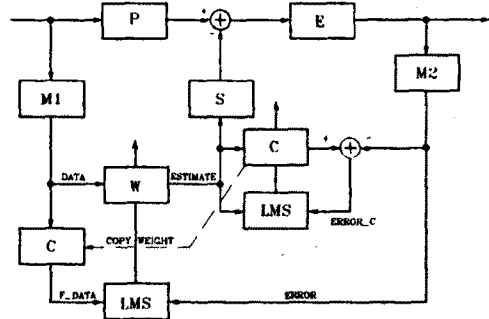 P
+
-
E
M1
S
M2
C
+
-
DATA
W
ESTIMATE
LMS
ERROR_C
C
COPY WEIGHT
F_DATA
LMS
ERROR